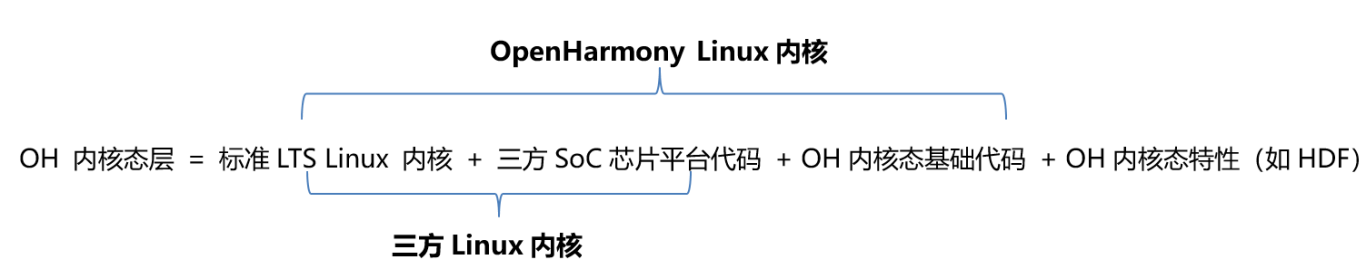 OpenHarmony Linux 内核
OH 内核态层 = 标准 LTS Linux 内核 + 三方 SoC 芯片平台代码 + OH 内核态基础代码 + OH 内核态特性（如 HDF）
三方 Linux 内核